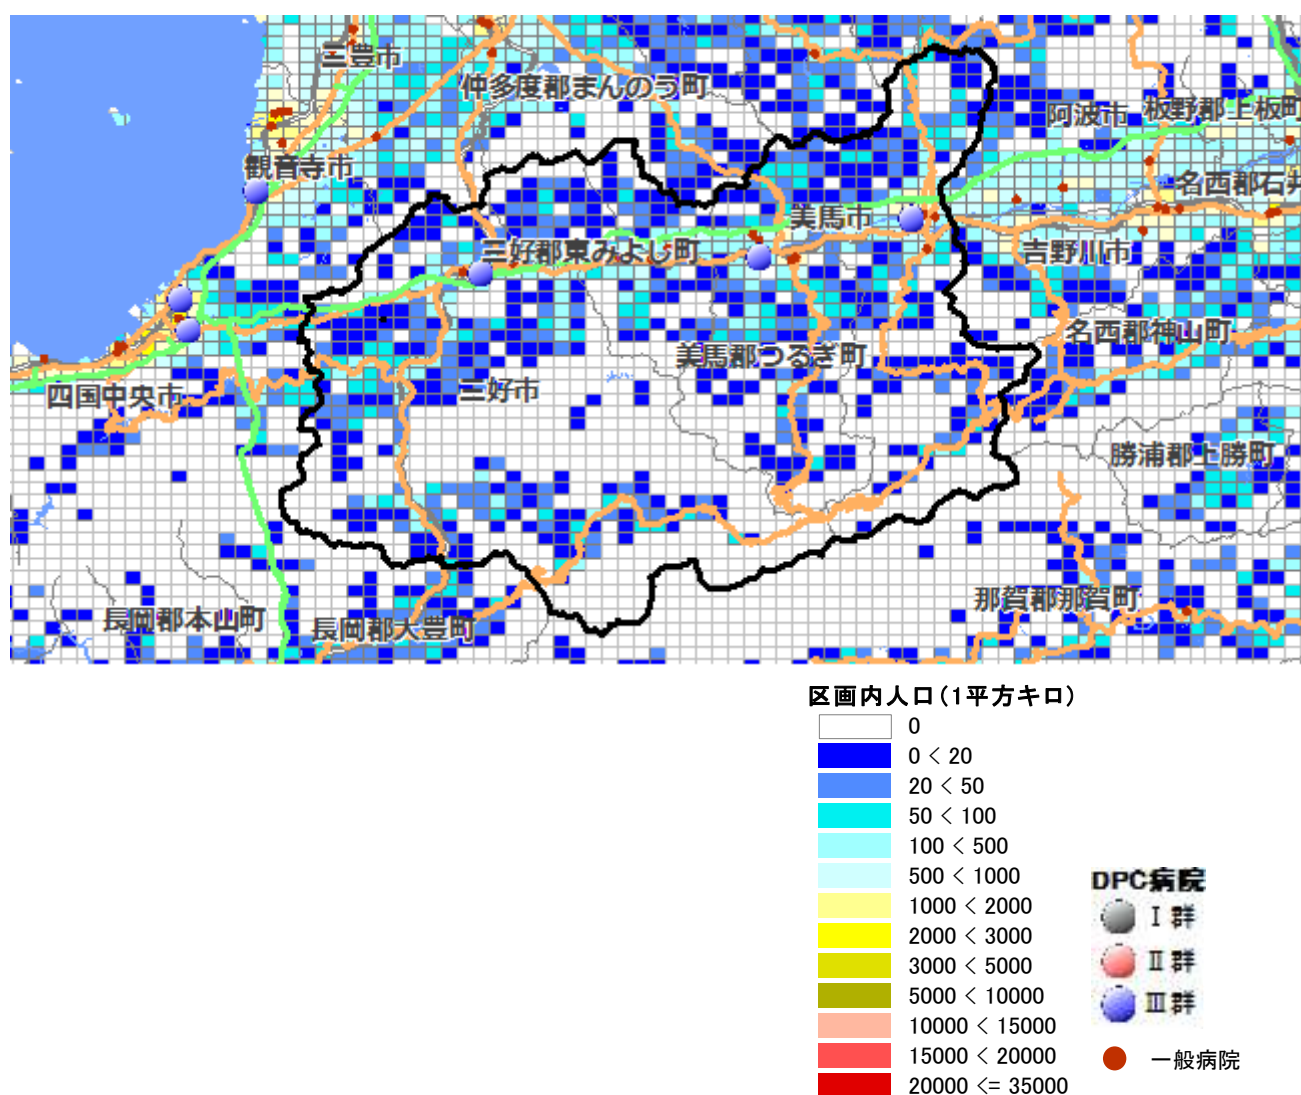 三豊市
仲多度郡まんのう町
阿波市
板野郡上板町
観音寺市
名西郡石井
美馬市
三好郡東みよし町
吉野川市
名西郡神山町
美馬郡つるぎ町
四国中央市
三好市
勝浦郡上勝町
那賀郡那賀町
長岡郡本山町
長岡郡大豊町
区画内人口(1平方キロ)
0
0 < 20
20 < 50
50 < 100
100 < 500
500 < 1000
1000 < 2000
2000 < 3000
3000 < 5000
5000 < 10000
10000 < 15000
15000 < 20000
20000 <= 35000
DPC病院
Ⅰ群
Ⅱ群
Ⅲ群
一般病院